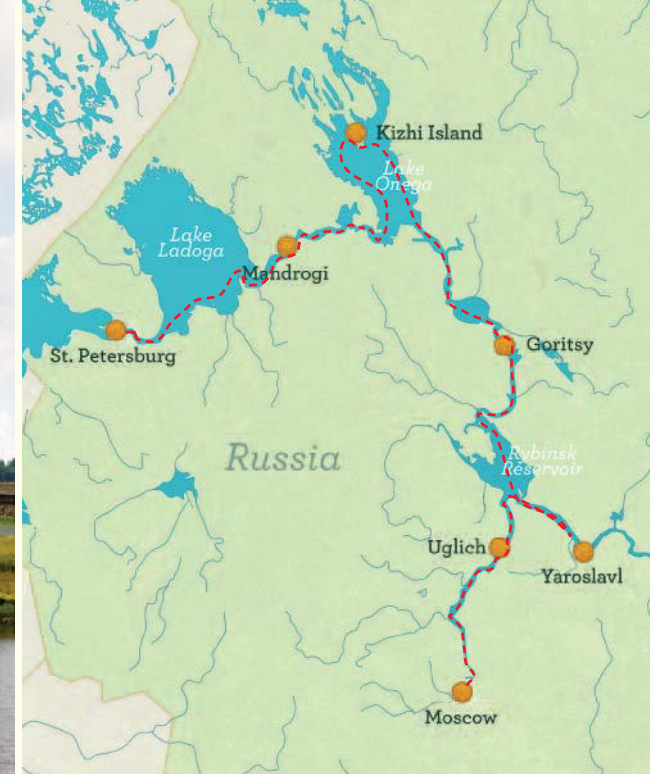 Kizhi Island
Lake
Onega
Lake
Ladoga
Mandrogi
St. Petersburg
Goritsy
Russia
Rybinsk
Reservoir
Uglich
Yaroslavl
Moscow